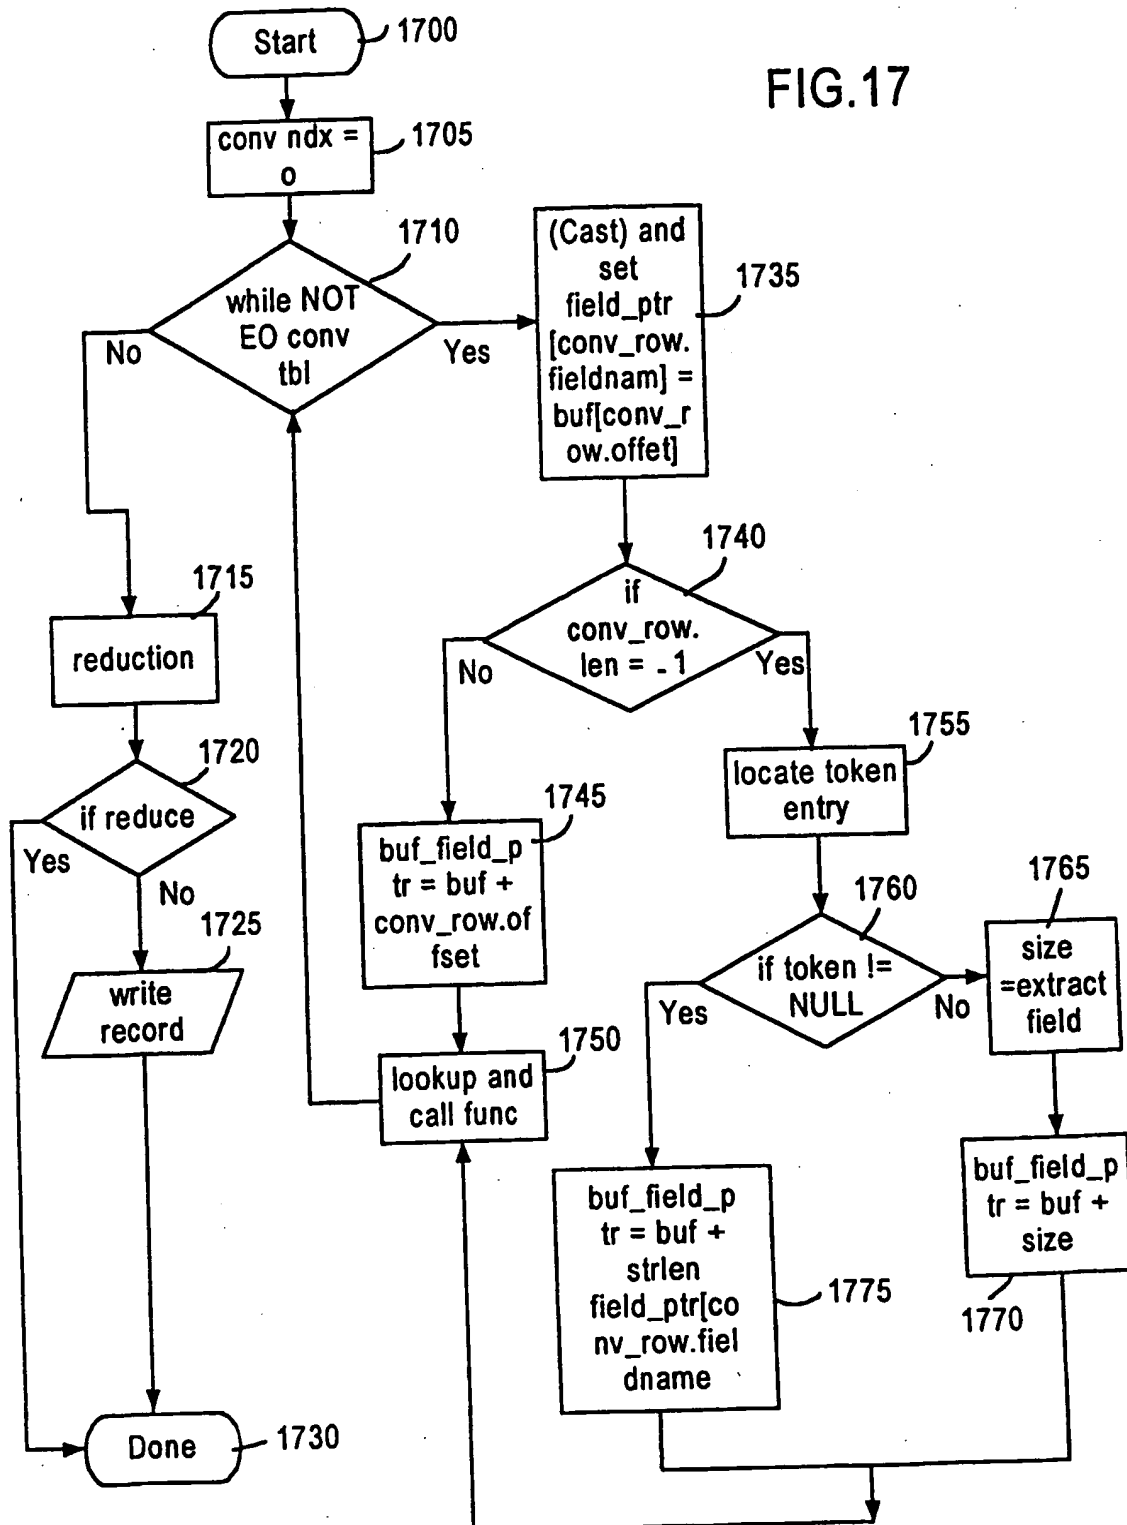 Start
1700
FIG.17
conv ndx =
o
1705
while NOT
EO conv
tbl
1710
No
Yes
(Cast) and
set
field_ptr
[conv_row.
fieldnam] =
buf[conv_r
ow.offet]
1735
if
conv_row.
len = -1
1740
No
Yes
1715
reduction
1720
if reduce
Yes
No
1725
write
record
Done
1730
1745
buf_field_p
tr = buf +
conv_row.of
fset
1750
lookup and
call func
1755
locate token
entry
1760
if token !=
NULL
Yes
No
1765
size
=extract
field
buf_field_p
tr = buf +
size
1770
buf_field_p
tr = buf +
strlen
field_ptr[co
nv_row.fiel
dname
1775